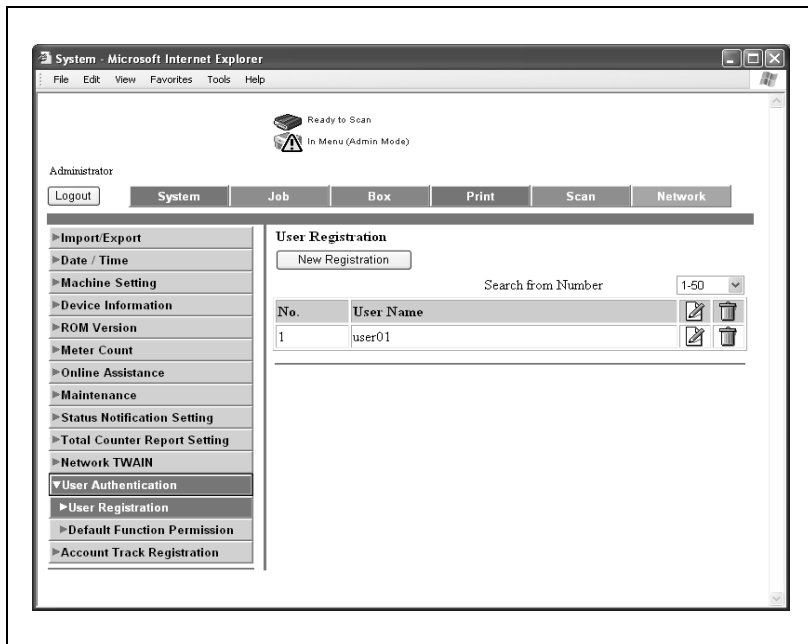 System - Microsoft Internet Explorer
File Edit View Favorites Tools Help
Ready to Scan
In Menu (Admin Mode)
Administrator
Logout System Job Box Print Scan Network
Import/Export
Date / Time
Machine Setting
Device Information
ROM Version
Meter Count
Online Assistance
Maintenance
Status Notification Setting
Total Counter Report Setting
Network TWAIN
User Authentication
User Registration
Default Function Permission
Account Track Registration
User Registration
New Registration
Search from Number 1-50
No. User Name
1 user01